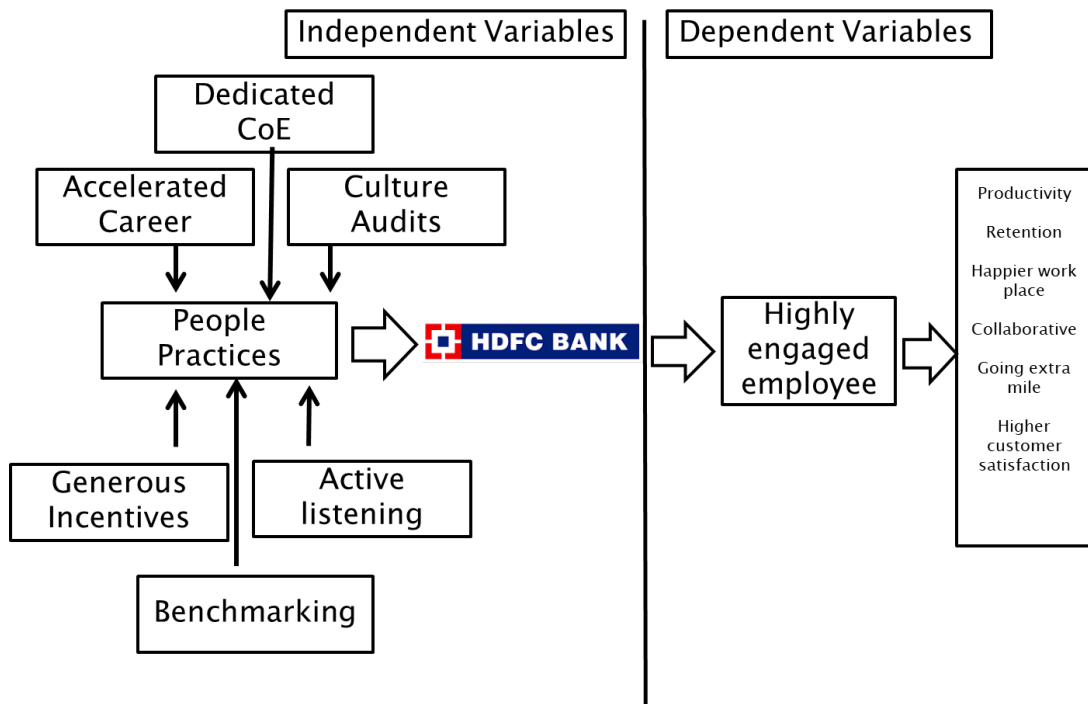 Independent Variables
Dependent Variables
Dedicated
CoE
Accelerated
Career
Culture
Audits
People
Practices
HDFC BANK
Highly
engaged
employee
Productivity
Retention
Happier work
place
Collaborative
Going extra
mile
Higher
customer
satisfaction
Generous
Incentives
Active
listening
Benchmarking